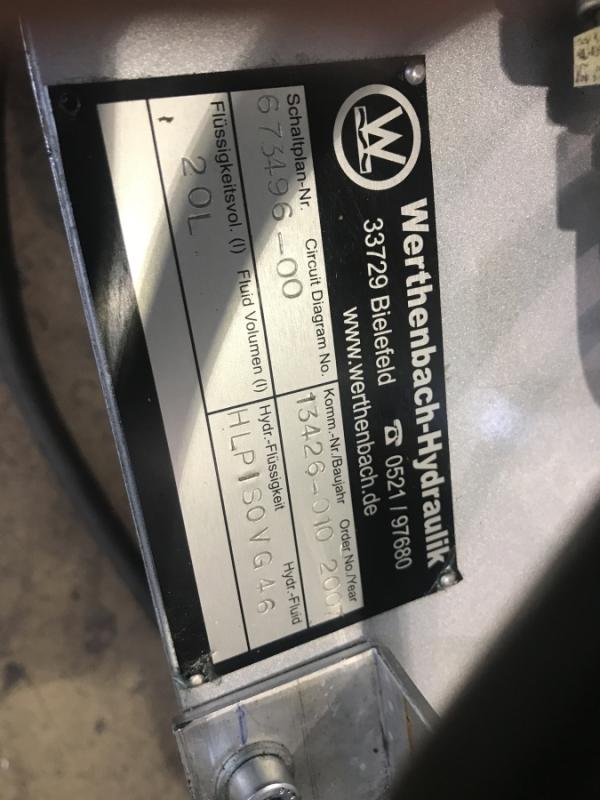 W
Werthenbach-Hydraulik
33729 Bielefeld ☎ 0521 / 97680
www.werthenbach.de
Schaltplan-Nr. Circuit Diagram No. Komm.-Nr./Baujahr Order No./Year
673496-00 13426-010 2007
Flüssigkeitsvol. (l) Fluid Volumen (l) Hydr.-Flüssigkeit Hydr.-Fluid
20L HLP ISO VG 46